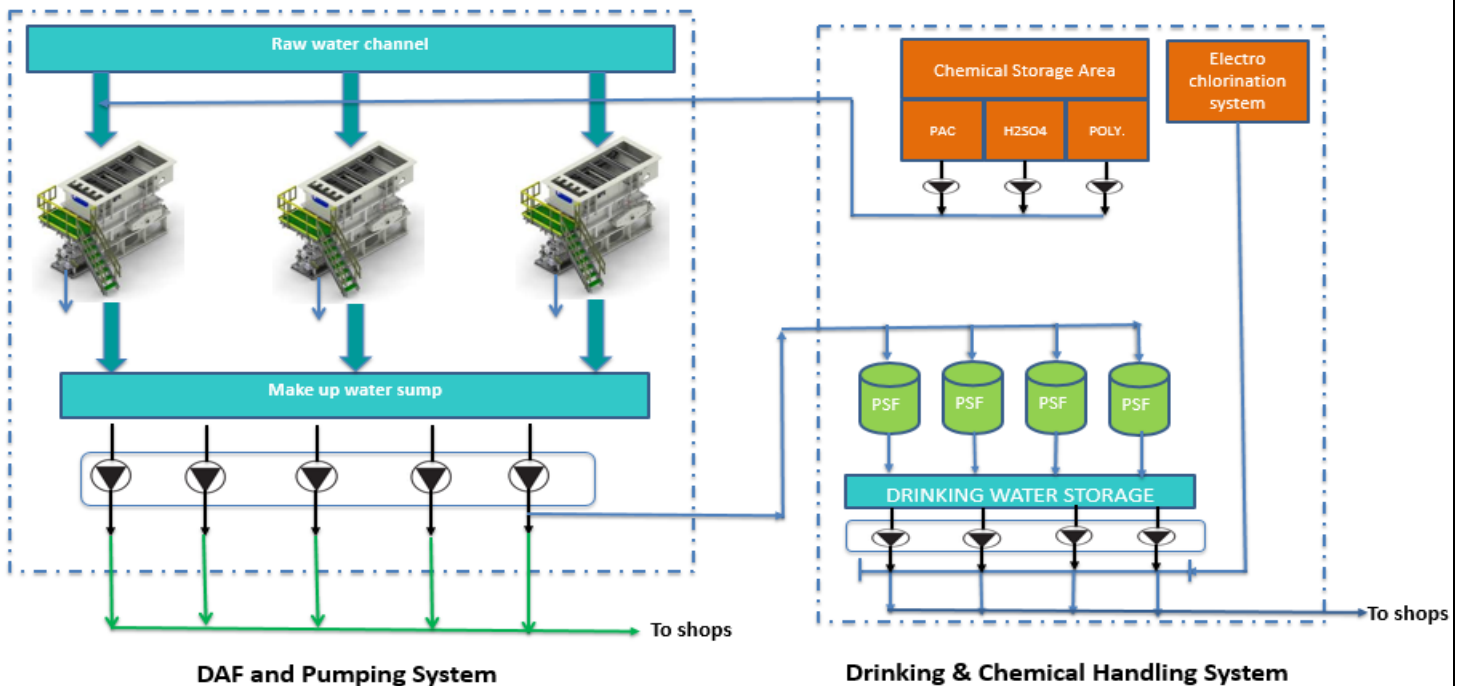 Raw water channel
Make up water sump
To shops
DAF and Pumping System
Chemical Storage Area
PAC
H2SO4
POLY.
Electro
chlorination
system
PSF
PSF
PSF
PSF
DRINKING WATER STORAGE
To shops
Drinking & Chemical Handling System